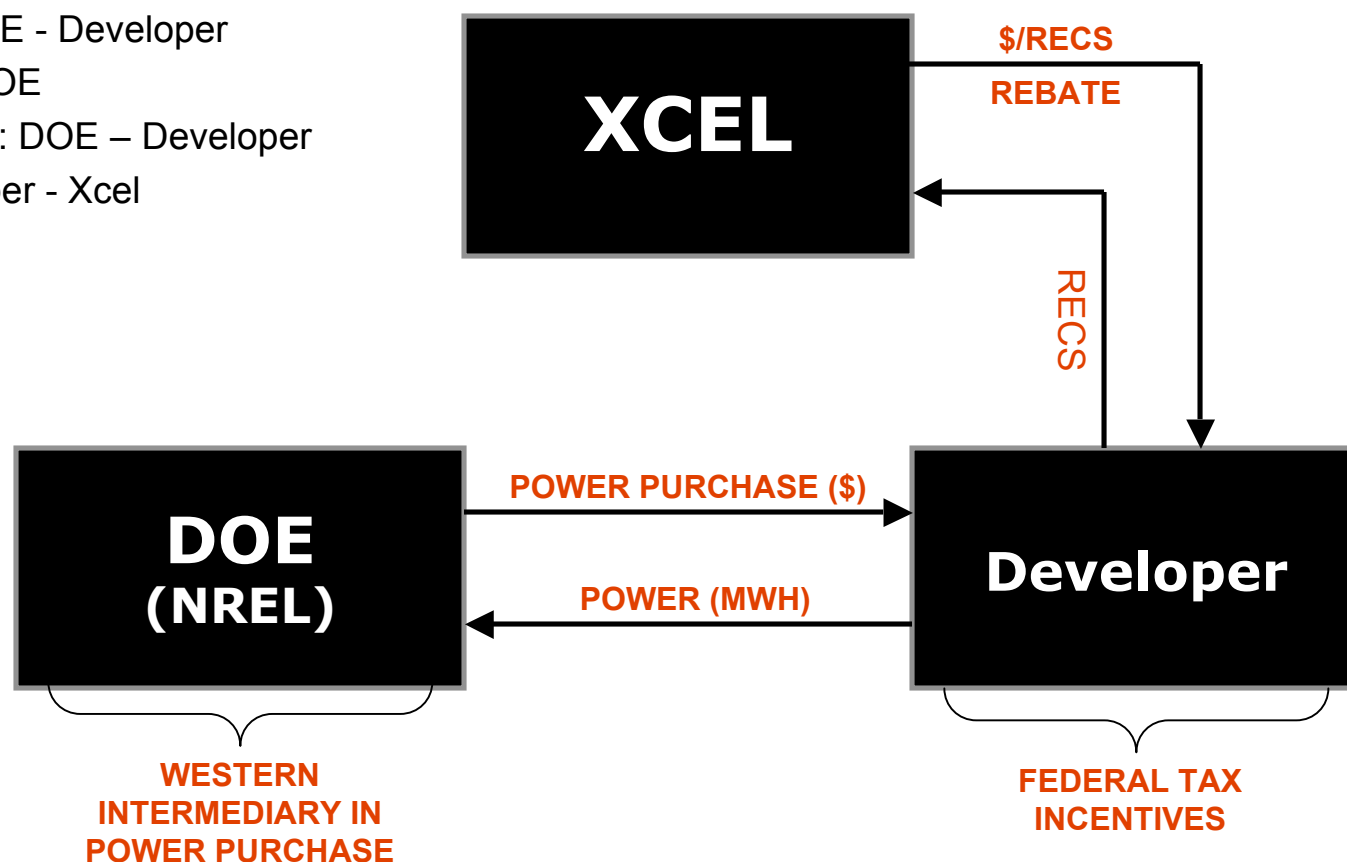 E - Developer
OE
: DOE – Developer
er - Xcel
XCEL
$/RECS
REBATE
RECS
DOE
(NREL)
POWER PURCHASE ($)
POWER (MWH)
Developer
WESTERN
INTERMEDIARY IN
POWER PURCHASE
FEDERAL TAX
INCENTIVES